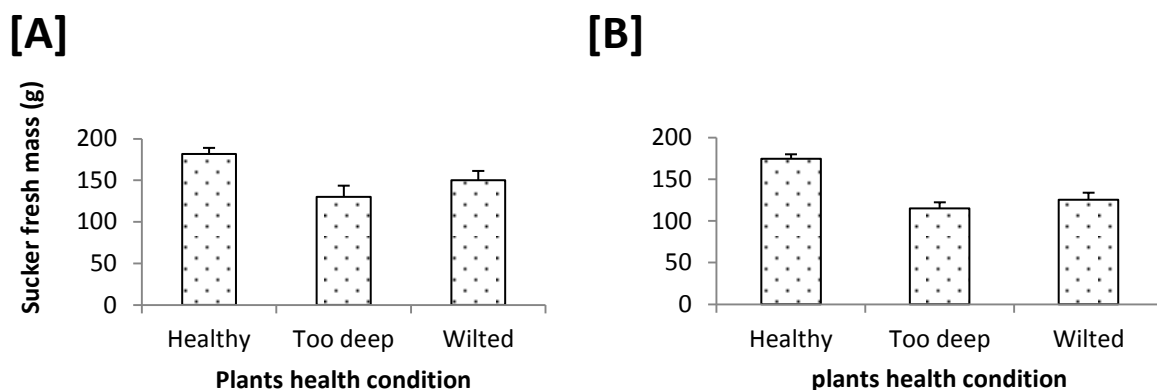 [A]
Sucker fresh mass (g)
200
150
100
50
0
Healthy Too deep Wilted
Plants health condition
[B]
200
150
100
50
0
Healthy Too deep Wilted
plants health condition